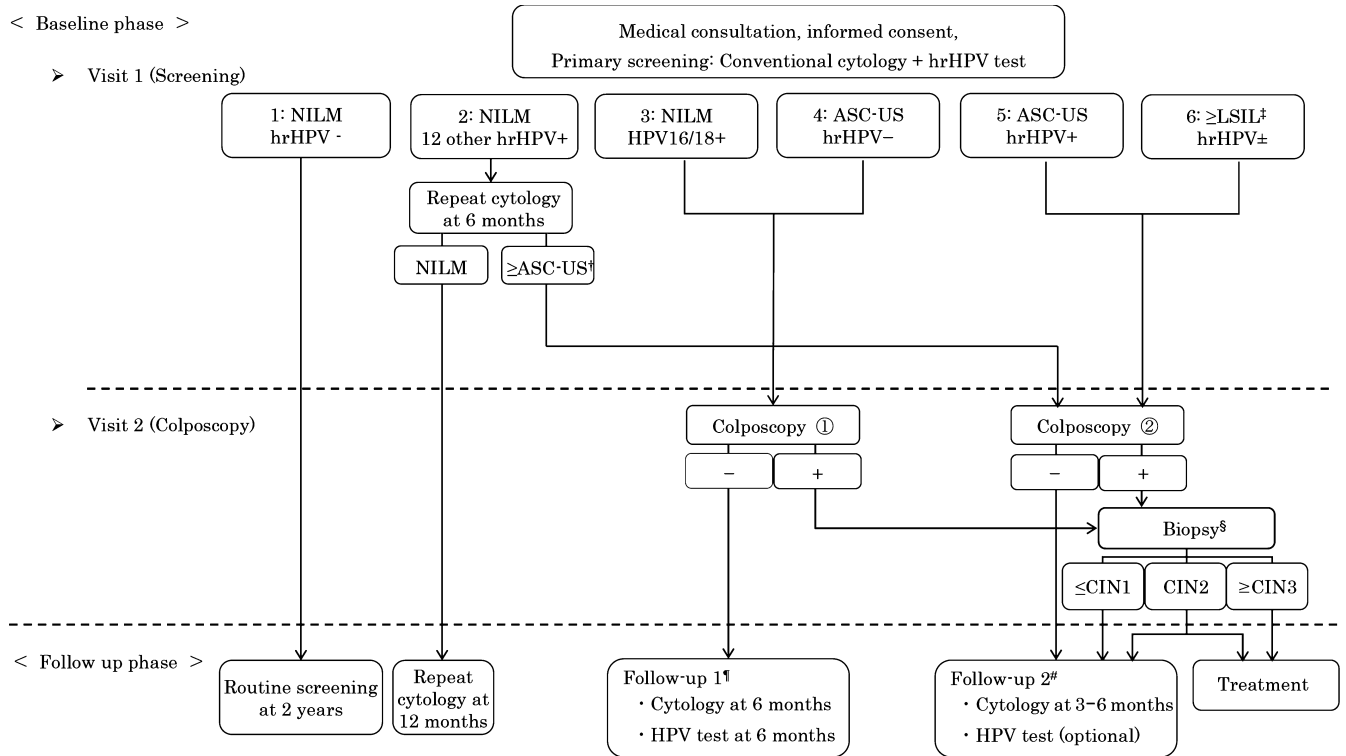 < Baseline phase >
Medical consultation, informed consent,
Primary screening: Conventional cytology + hrHPV test
➢ Visit 1 (Screening)
1: NILM
hrHPV -
2: NILM
12 other hrHPV+
3: NILM
HPV16/18+
4: ASC-US
hrHPV−
5: ASC-US
hrHPV+
6: ≥LSIL‡
hrHPV±
Repeat cytology
at 6 months
NILM
≥ASC-US†
➢ Visit 2 (Colposcopy)
Colposcopy ①
Colposcopy ②
−
+
−
+
Biopsy§
≤CIN1
CIN2
≥CIN3
< Follow up phase >
Routine screening
at 2 years
Repeat
cytology at
12 months
Follow-up 1¶
・Cytology at 6 months
・HPV test at 6 months
Follow-up 2#
・Cytology at 3−6 months
・HPV test (optional)
Treatment